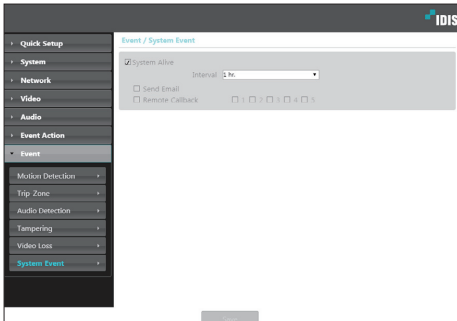 IDIS
Quick Setup
System
Network
Video
Audio
Event Action
Event
Motion Detection
Trip-Zone
Audio Detection
Tampering
Video Loss
System Event
Event / System Event
System Alive
Interval 1 hr.
Send Email
Remote Callback 1 2 3 4 5
Save